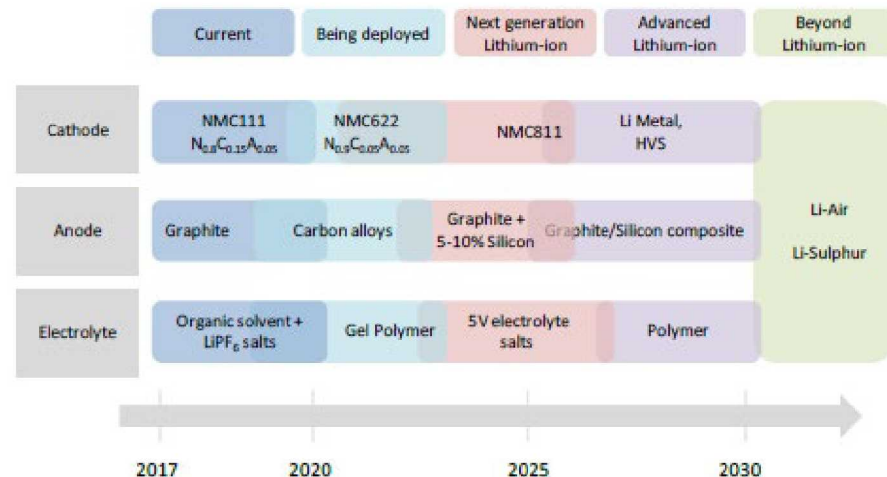 Current
Being deployed
Next generation
Lithium-ion
Advanced
Lithium-ion
Beyond
Lithium-ion
Cathode
NMC111
N₀.₈C₀.₁₅A₀.₀₅
NMC622
N₀.₉C₀.₀₅A₀.₀₅
NMC811
Li Metal,
HVS
Anode
Graphite
Carbon alloys
Graphite +
5-10% Silicon
Graphite/Silicon composite
Li-Air
Li-Sulphur
Electrolyte
Organic solvent +
LiPF₆ salts
Gel Polymer
5V electrolyte
salts
Polymer
2017
2020
2025
2030